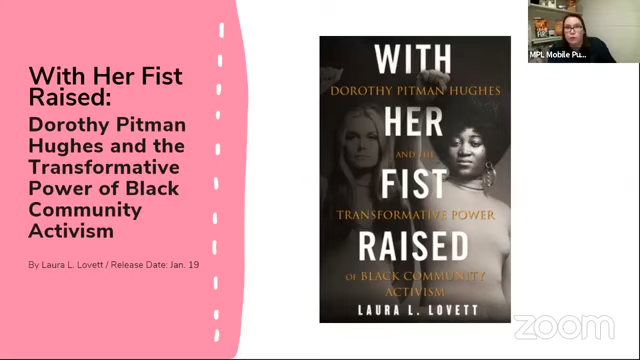 With Her Fist
Raised:
Dorothy Pitman
Hughes and the
Transformative
Power of Black
Community
Activism
By Laura L. Lovett / Release Date: Jan. 19
WITH
DOROTHY PITMAN HUGHES
HER
AND THE
FIST
TRANSFORMATIVE POWER
RAISED
OF BLACK COMMUNITY
ACTIVISM
LAURA L. LOVETT
MPL Mobile Pu...
zoom